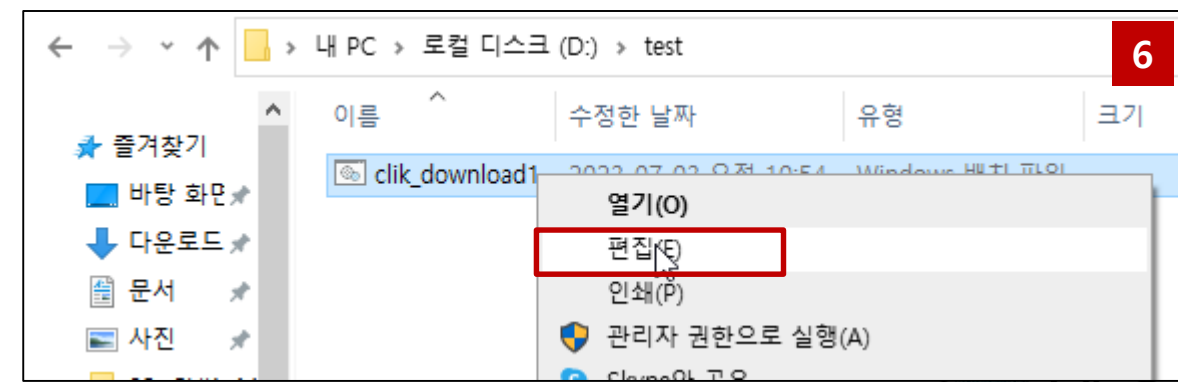 내 PC > 로컬 디스크 (D:) > test
6
이름 수정한 날짜 유형 크기
즐겨찾기
clik_download1
바탕 화면
열기(O)
다운로드
편집(E)
문서
인쇄(P)
사진
관리자 권한으로 실행(A)